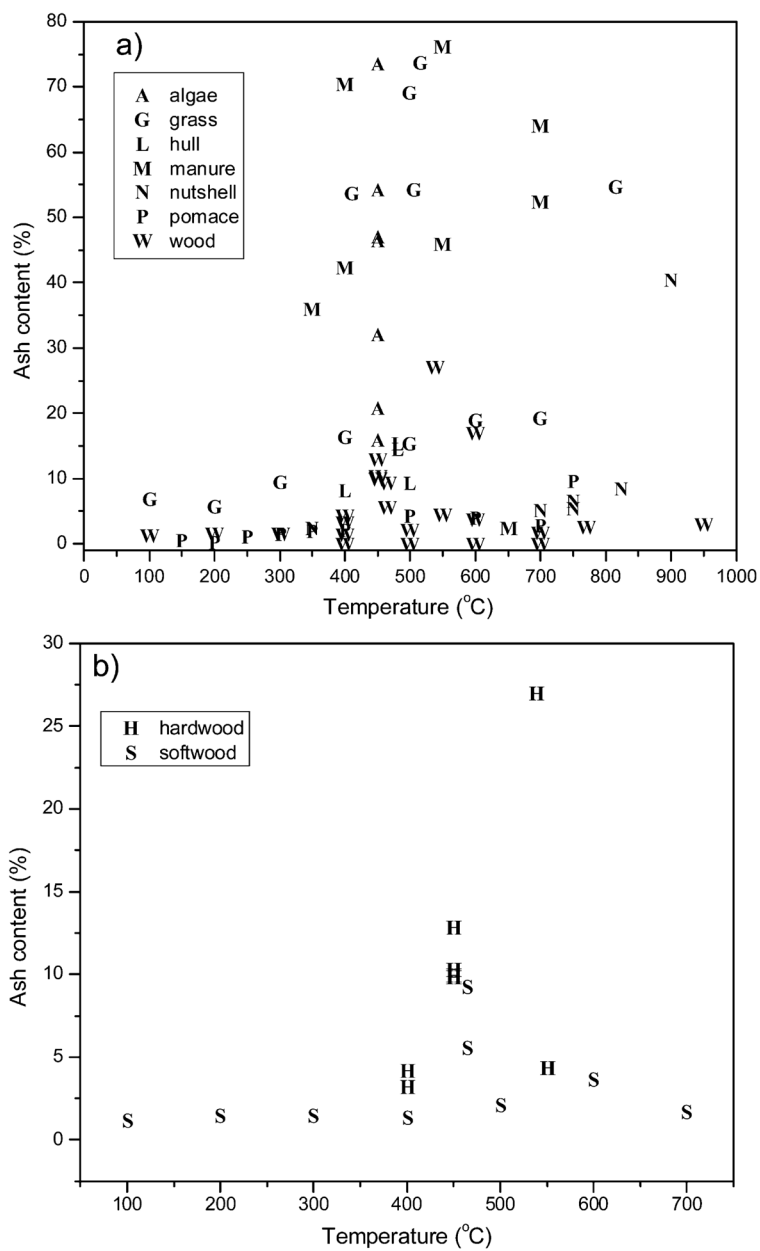 a)
A algae
G grass
L hull
M manure
N nutshell
P pomace
W wood
80
70
60
50
40
30
20
10
0
Ash content (%)
0 100 200 300 400 500 600 700 800 900 1000
Temperature (°C)
b)
H hardwood
S softwood
30
25
20
15
10
5
0
Ash content (%)
100 200 300 400 500 600 700
Temperature (°C)